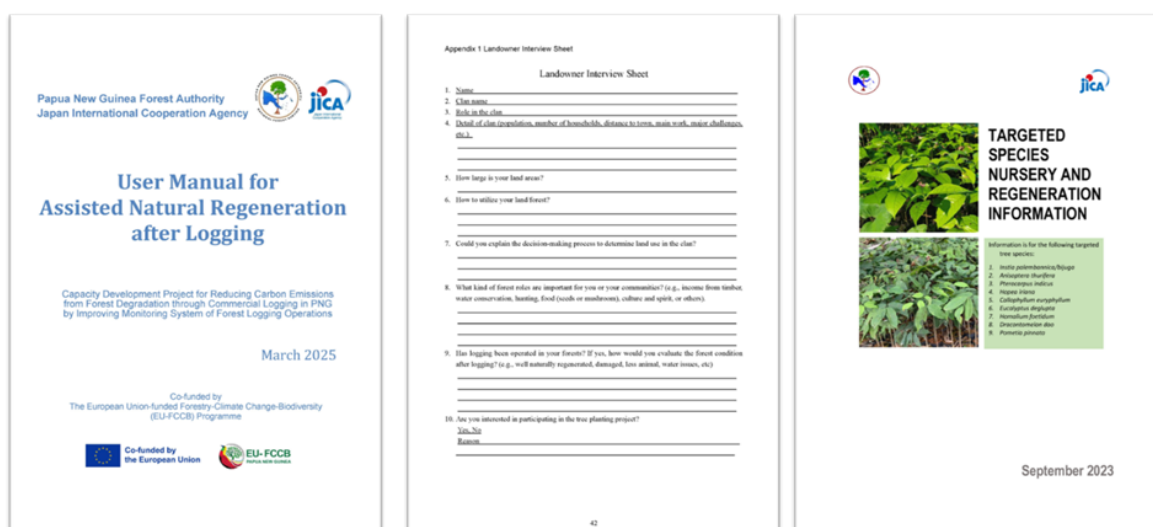 Papua New Guinea Forest Authority
Japan International Cooperation Agency
JICA
Japan International
Cooperation Agency
User Manual for
Assisted Natural Regeneration
after Logging
Capacity Development Project for Reducing Carbon Emissions
from Forest Degradation through Commercial Logging in PNG
by Improving Monitoring System of Forest Logging Operations
March 2025
Co-funded by
The European Union-funded Forestry-Climate Change-Biodiversity
(EU-FCCB) Programme
Co-funded by
the European Union
EU- FCCB
PAPUA NEW GUINEA
Appendix 1 Landowner Interview Sheet
Landowner Interview Sheet
1. Name
2. Clan name
3. Role in the clan
4. Detail of clan (population, number of households, distance to town, main work, major challenges,
etc.)
5. How large is your land areas?
6. How to utilize your land/forest?
7. Could you explain the decision-making process to determine land use in the clan?
8. What kind of forest roles are important for you or your communities? (e.g., income from timber,
water conservation, hunting, food (seeds or mushroom), culture and spirit, or others).
9. Has logging been operated in your forests? If yes, how would you evaluate the forest condition
after logging? (e.g., well naturally regenerated, damaged, less animal, water issues, etc)
10. Are you interested in participating in the tree planting project?
Yes, No
Reason
42
JICA
TARGETED
SPECIES
NURSERY AND
REGENERATION
INFORMATION
Information is for the following targeted
tree species:
1. Instia palembanica/bijuga
2. Anisoptera thurifera
3. Pterocarpus indicus
4. Hopea iriana
5. Callophyllum euryphyllum
6. Eucalyptus deglupta
7. Homalium foetidum
8. Dracontomelon dao
9. Pometia pinnata
September 2023